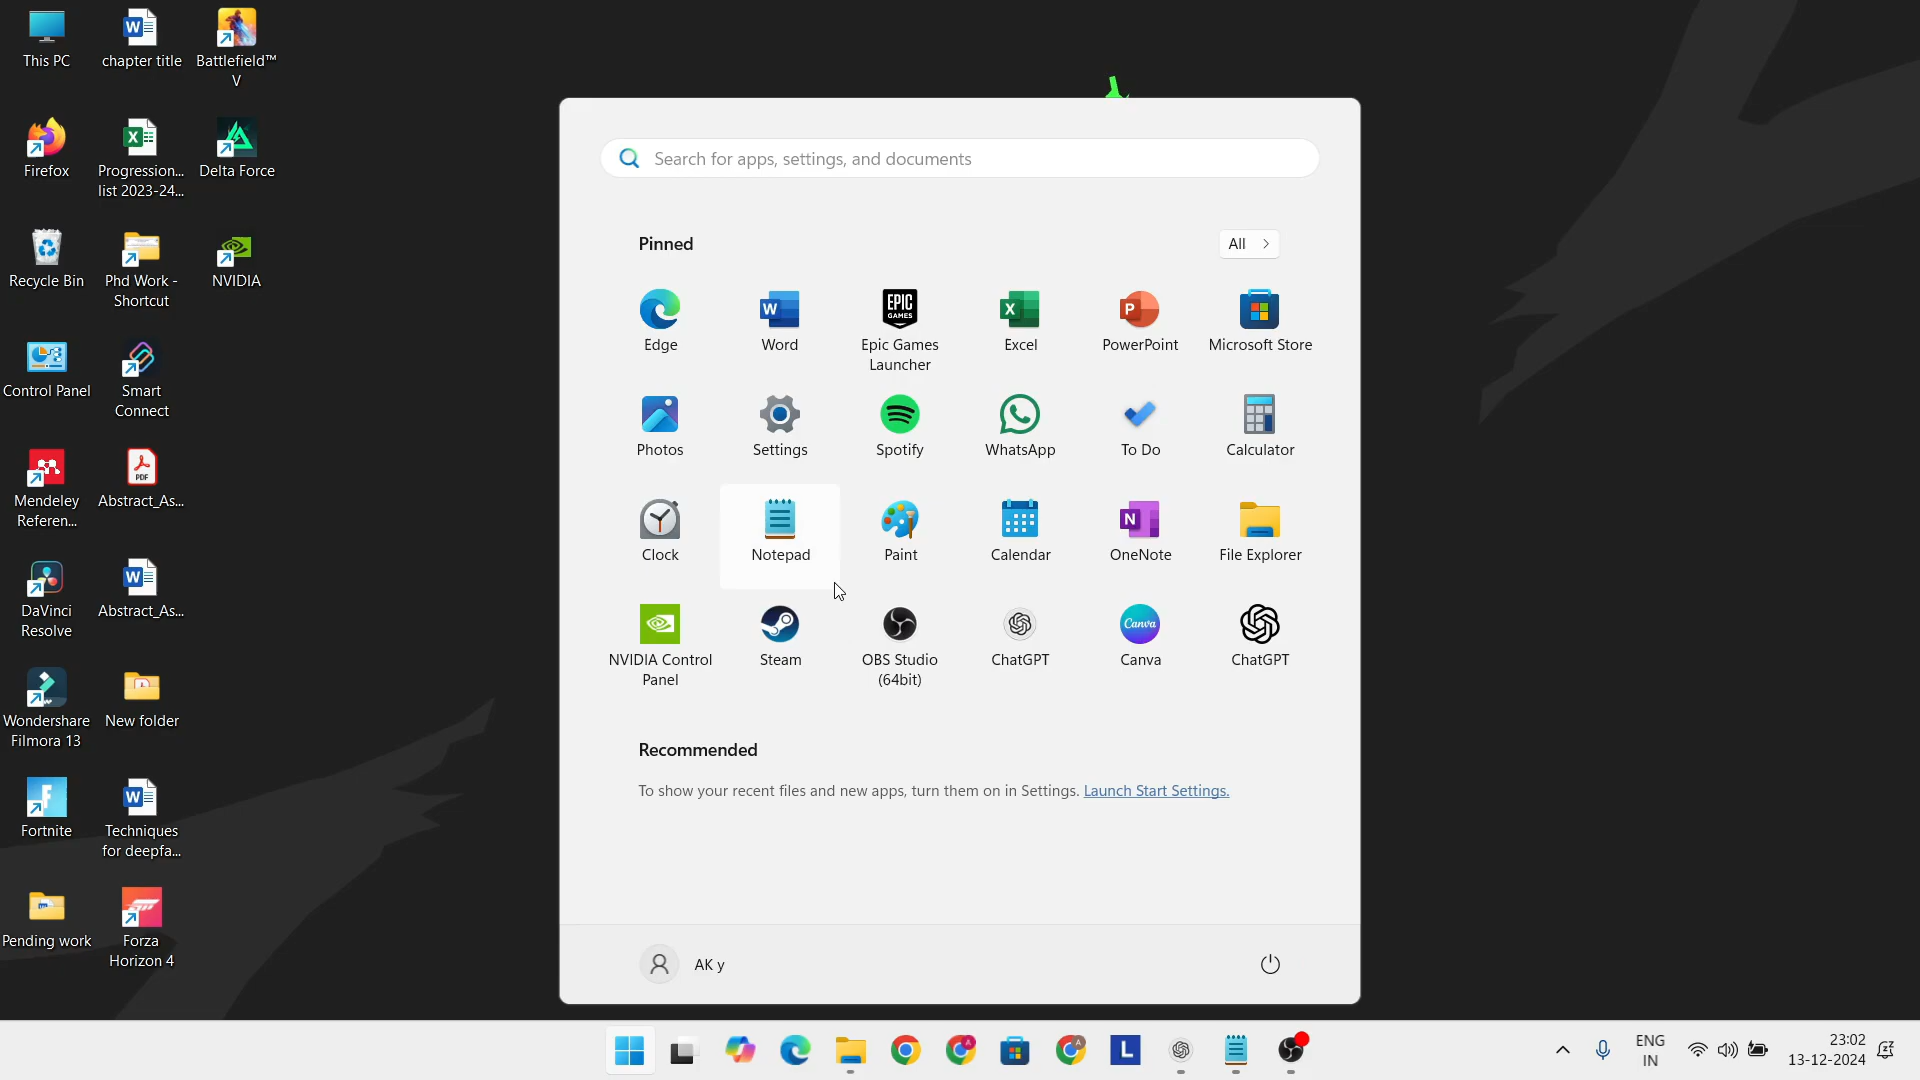 This PC
chapter title
Battlefield™
V
Firefox
Progression...
list 2023-24...
Delta Force
Recycle Bin
Phd Work -
Shortcut
NVIDIA
Control Panel
Smart
Connect
Mendeley
Referen...
Abstract_As...
DaVinci
Resolve
Abstract_As...
Wondershare
Filmora 13
New folder
Fortnite
Techniques
for deepfa...
Pending work
Forza
Horizon 4
Search for apps, settings, and documents
Pinned
All
Edge
Word
EPIC
GAMES
Epic Games
Launcher
Excel
PowerPoint
Microsoft Store
Photos
Settings
Spotify
WhatsApp
To Do
Calculator
Clock
Notepad
Paint
Calendar
OneNote
File Explorer
NVIDIA Control
Panel
Steam
OBS Studio
(64bit)
ChatGPT
Canva
Canva
ChatGPT
Recommended
To show your recent files and new apps, turn them on in Settings. Launch Start Settings.
AK y
L
ENG
IN
23:02
13-12-2024